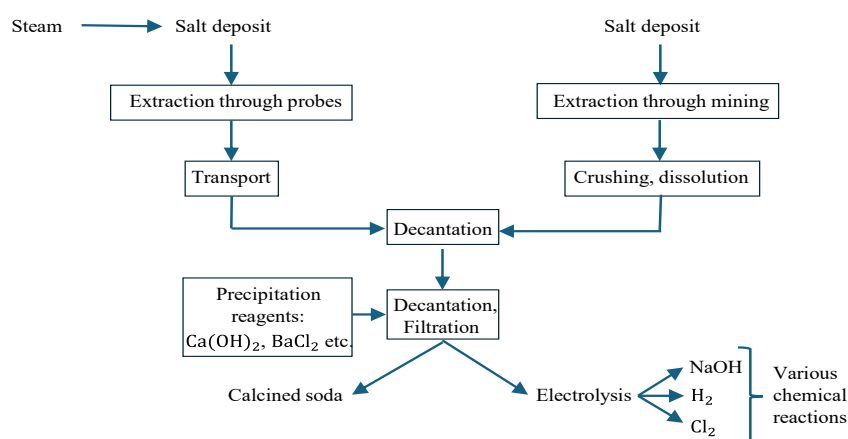 Steam
Salt deposit
Salt deposit
Extraction through probes
Extraction through mining
Transport
Crushing, dissolution
Decantation
Precipitation
reagents:
Ca(OH)₂, BaCl₂ etc.
Decantation,
Filtration
Calcined soda
Electrolysis
NaOH
H₂
Cl₂
Various
chemical
reactions